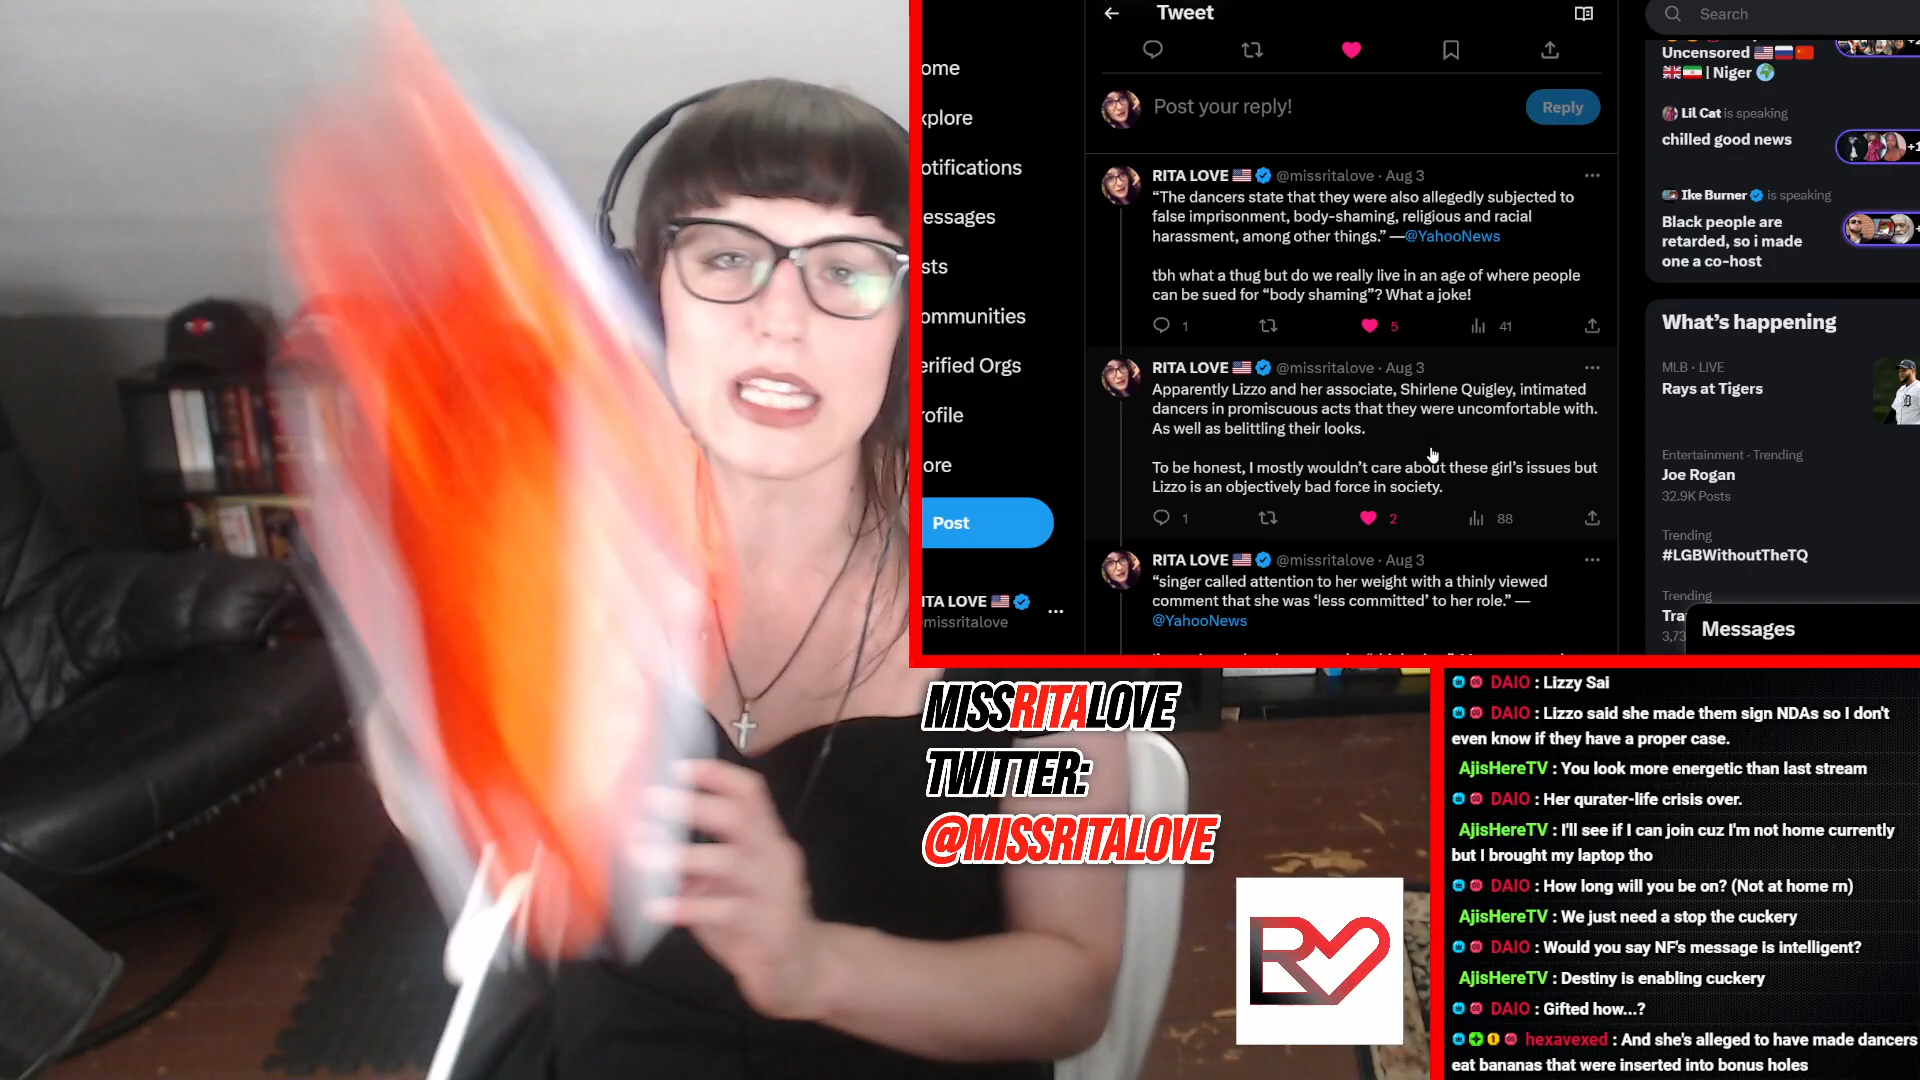 Tweet
Search
ome
xplore
otifications
essages
sts
ommunities
erified Orgs
rofile
ore
Post
ITA LOVE 🇺🇸
missritalove
Post your reply!
Reply
RITA LOVE 🇺🇸 @missritalove · Aug 3
“The dancers state that they were also allegedly subjected to
false imprisonment, body-shaming, religious and racial
harassment, among other things.” —@YahooNews
tbh what a thug but do we really live in an age of where people
can be sued for “body shaming”? What a joke!
1 5 41
RITA LOVE 🇺🇸 @missritalove · Aug 3
Apparently Lizzo and her associate, Shirlene Quigley, intimated
dancers in promiscuous acts that they were uncomfortable with.
As well as belittling their looks.
To be honest, I mostly wouldn’t care about these girl’s issues but
Lizzo is an objectively bad force in society.
1 2 88
RITA LOVE 🇺🇸 @missritalove · Aug 3
“singer called attention to her weight with a thinly viewed
comment that she was ‘less committed’ to her role.” —
@YahooNews
Uncensored 🇺🇸🇷🇺🇨🇳
🇬🇧🇮🇷 | Niger 🌍
Lil Cat is speaking
chilled good news
+1
Ike Burner is speaking
Black people are
retarded, so i made
one a co-host
What’s happening
MLB · LIVE
Rays at Tigers
Entertainment · Trending
Joe Rogan
32.9K Posts
Trending
#LGBWithoutTheTQ
Trending
Tra
3,73
Messages
MISSRITALOVE
TWITTER:
@MISSRITALOVE
DAIO : Lizzy Sai
DAIO : Lizzo said she made them sign NDAs so I don't
even know if they have a proper case.
AjisHereTV : You look more energetic than last stream
DAIO : Her qurater-life crisis over.
AjisHereTV : I'll see if I can join cuz I'm not home currently
but I brought my laptop tho
DAIO : How long will you be on? (Not at home rn)
AjisHereTV : We just need a stop the cuckery
DAIO : Would you say NF's message is intelligent?
AjisHereTV : Destiny is enabling cuckery
DAIO : Gifted how...?
hexavexed : And she's alleged to have made dancers
eat bananas that were inserted into bonus holes